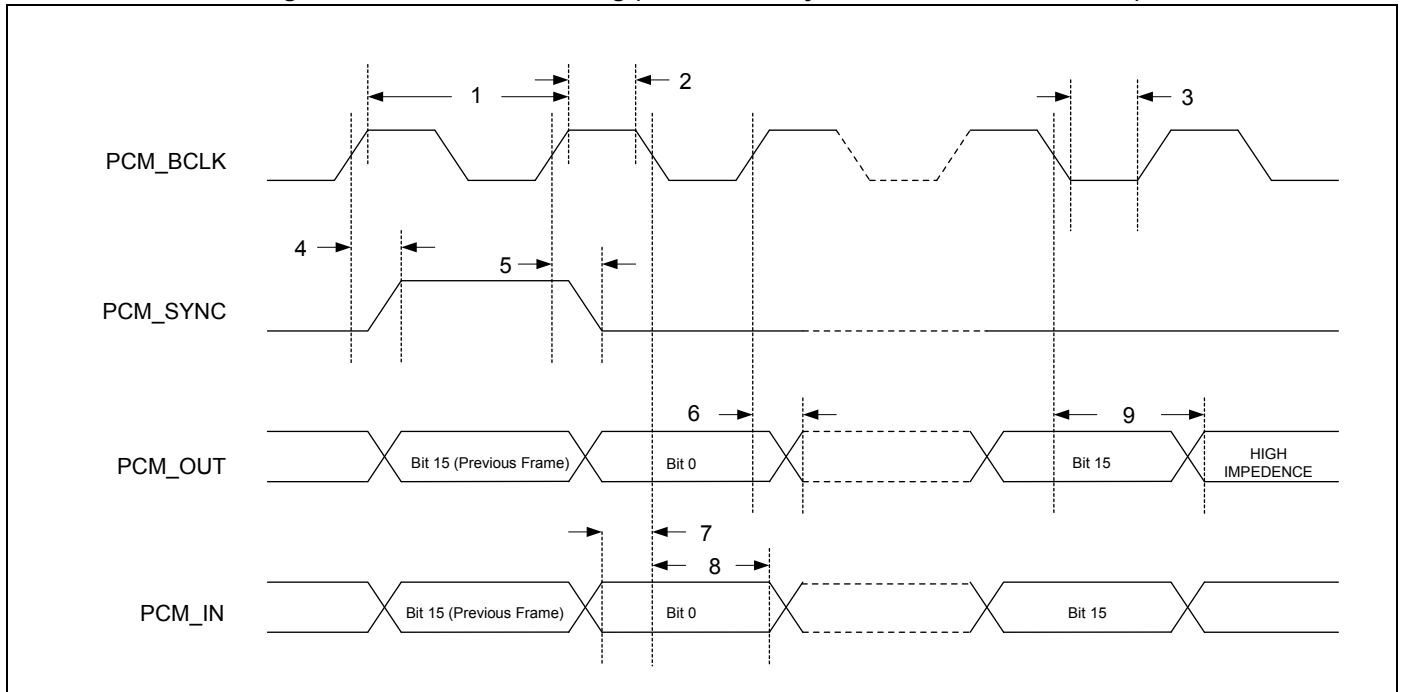 1
2
3
PCM_BCLK
4
5
PCM_SYNC
6
9
PCM_OUT
Bit 15 (Previous Frame)
Bit 0
Bit 15
HIGH
IMPEDENCE
7
8
PCM_IN
Bit 15 (Previous Frame)
Bit 0
Bit 15